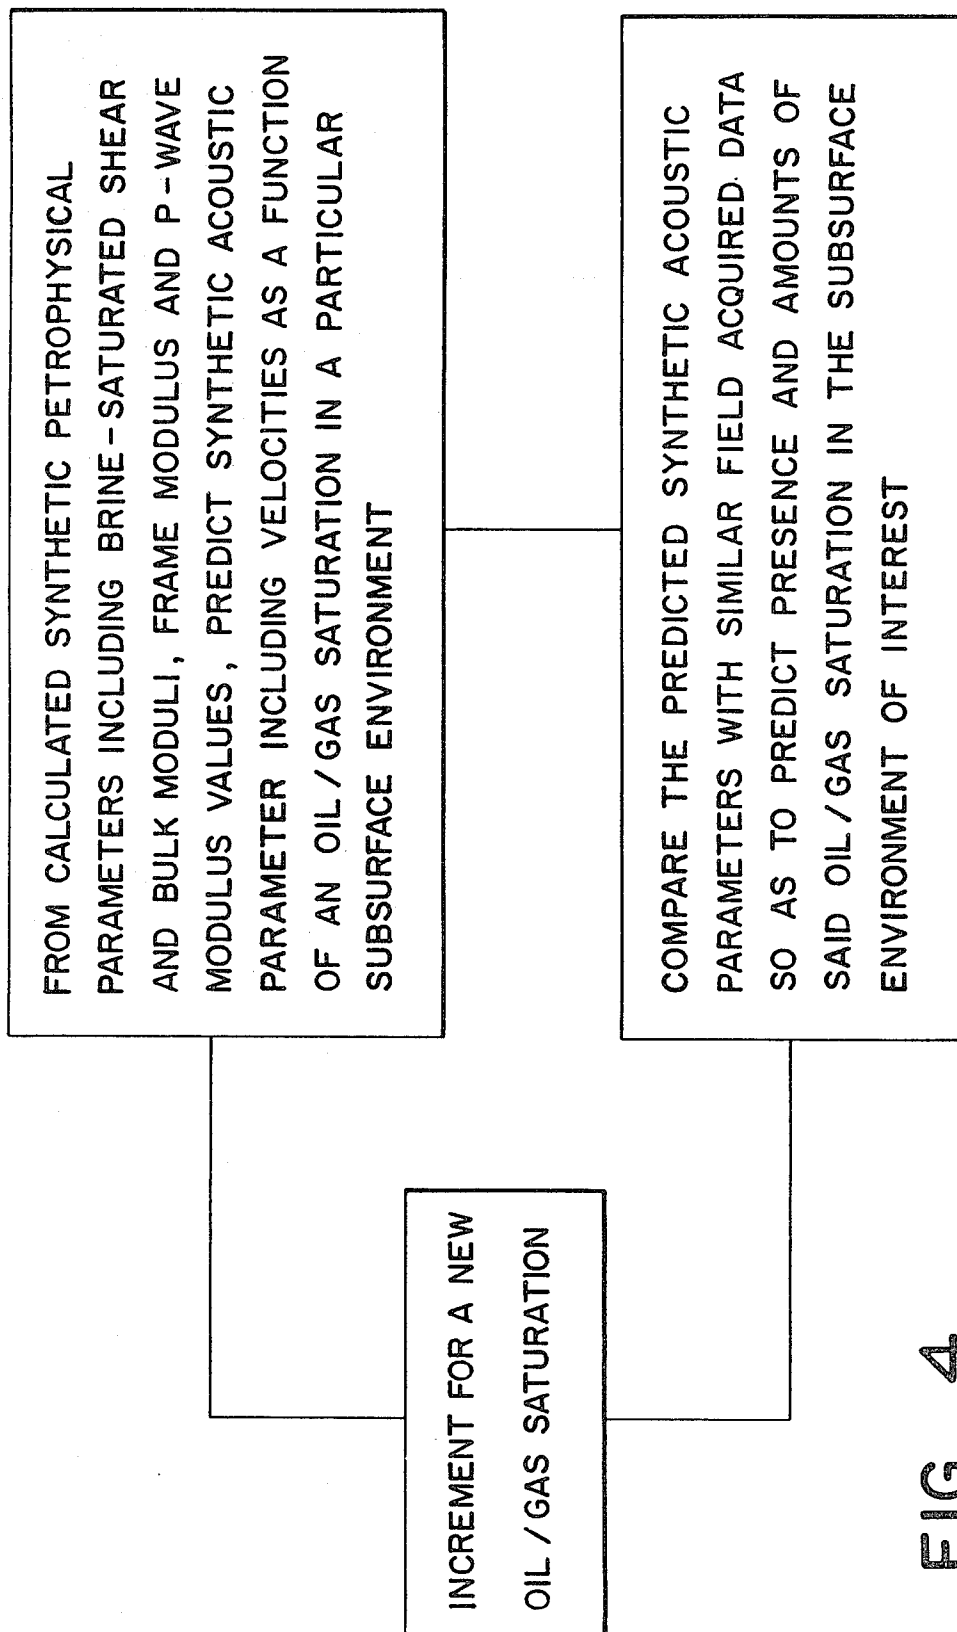 FROM CALCULATED SYNTHETIC PETROPHYSICAL
PARAMETERS INCLUDING BRINE-SATURATED SHEAR
AND BULK MODULI, FRAME MODULUS AND P-WAVE
MODULUS VALUES, PREDICT SYNTHETIC ACOUSTIC
PARAMETER INCLUDING VELOCITIES AS A FUNCTION
OF AN OIL/GAS SATURATION IN A PARTICULAR
SUBSURFACE ENVIRONMENT
INCREMENT FOR A NEW
OIL/GAS SATURATION
COMPARE THE PREDICTED SYNTHETIC ACOUSTIC
PARAMETERS WITH SIMILAR FIELD ACQUIRED DATA
SO AS TO PREDICT PRESENCE AND AMOUNTS OF
SAID OIL/GAS SATURATION IN THE SUBSURFACE
ENVIRONMENT OF INTEREST
FIG 4